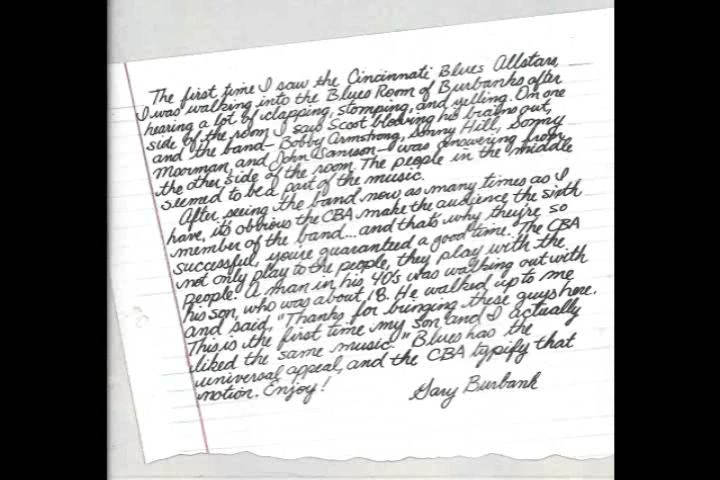 The first time I saw the Cincinnati Blues Allstars,
I was walking into the Blues Room of Burbanks after
hearing a lot of clapping, stomping, and yelling. On one
side of the room I said Scot blowing his brains out,
and the band - Bobby Armstrong, Sonny Hill, Sonny
Moorman, and John Samson - was answering from
the other side of the room. The people in the middle
seemed to be a part of the music.
After seeing the band now as many times as I
have, it's obvious the CBA make the audience the sixth
member of the band... and that's why they're so
successful, you're guaranteed a good time. The CBA
not only play to the people, they play with the
people. A man in his 40's was walking out with
his son, who was about 18. He walked up to me
and said, "Thanks for bringing these guys here.
This is the first time my son and I actually
liked the same music." Blues has the
universal appeal, and the CBA typify that
notion. Enjoy!
Gary Burbank